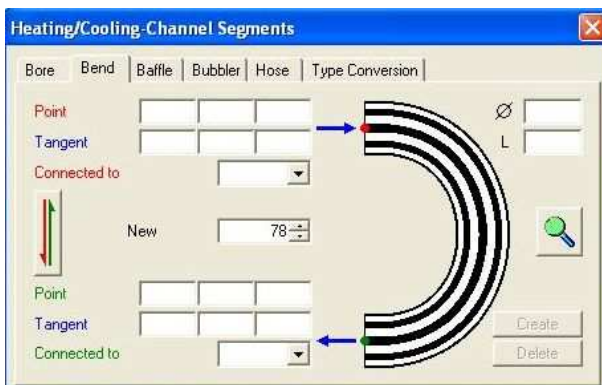 Heating/Cooling-Channel Segments
Bore Bend Baffle Bubbler Hose Type Conversion
Point
Ø
Tangent
L
Connected to
New 78
Point
Tangent
Create
Connected to
Delete